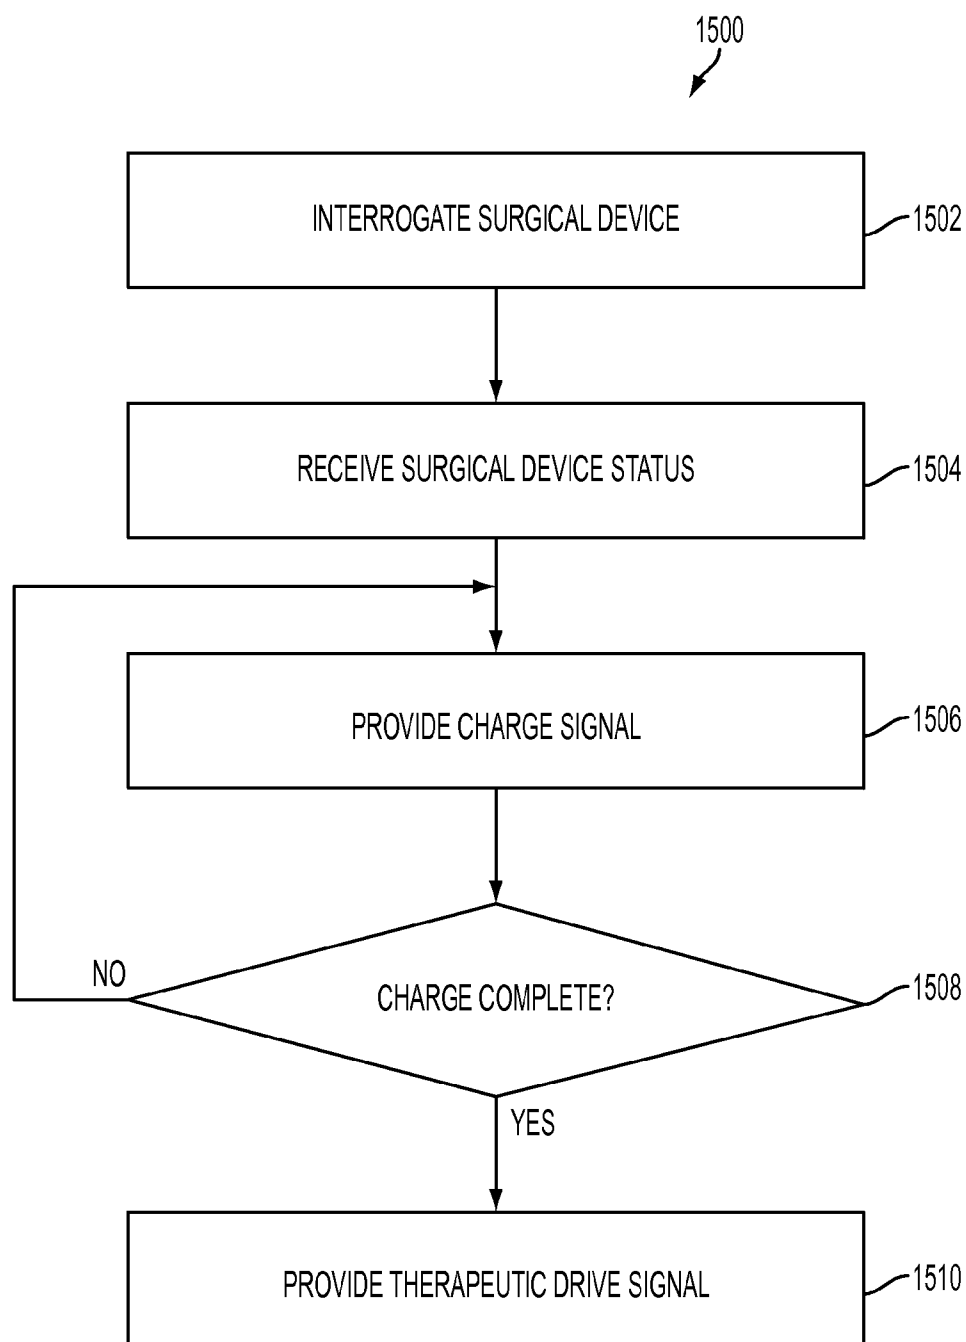 1500
INTERROGATE SURGICAL DEVICE
1502
RECEIVE SURGICAL DEVICE STATUS
1504
PROVIDE CHARGE SIGNAL
1506
NO
CHARGE COMPLETE?
1508
YES
PROVIDE THERAPEUTIC DRIVE SIGNAL
1510